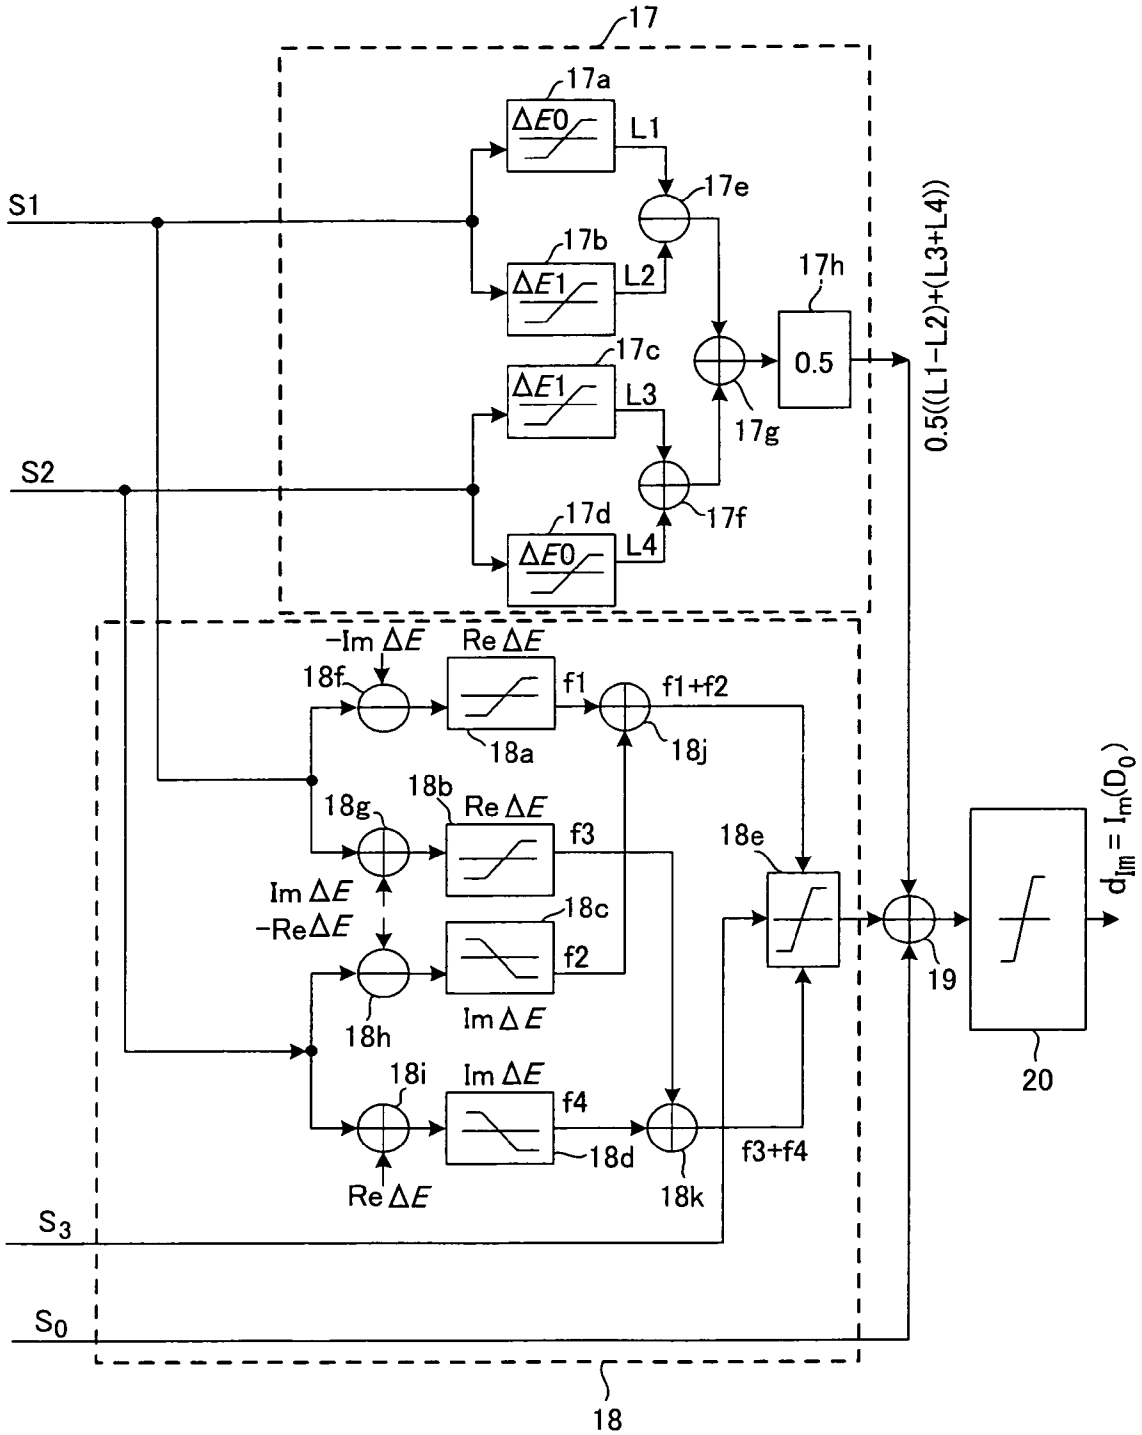 17
17a
ΔE0
L1
S1
17e
17b
ΔE1
L2
17h
0.5((L1-L2)+(L3+L4))
17c
ΔE1
L3
0.5
17g
S2
17d
17f
ΔE0
L4
-Im ΔE
Re ΔE
18f
f1
f1+f2
18a
18j
18g
18b
Re ΔE
f3
18e
dIm = Im(D0)
Im ΔE
-Re ΔE
18c
f2
19
18h
Im ΔE
20
18i
Im ΔE
f4
18d
f3+f4
Re ΔE
18k
S3
S0
18